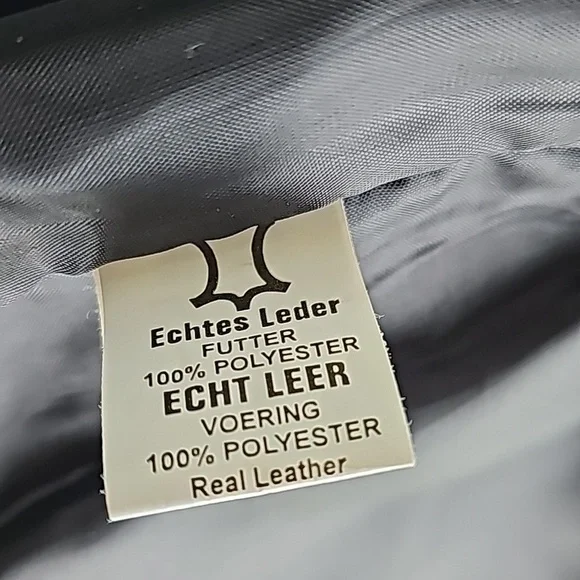 Echtes Leder
FUTTER
100% POLYESTER
ECHT LEER
VOERING
100% POLYESTER
Real Leather